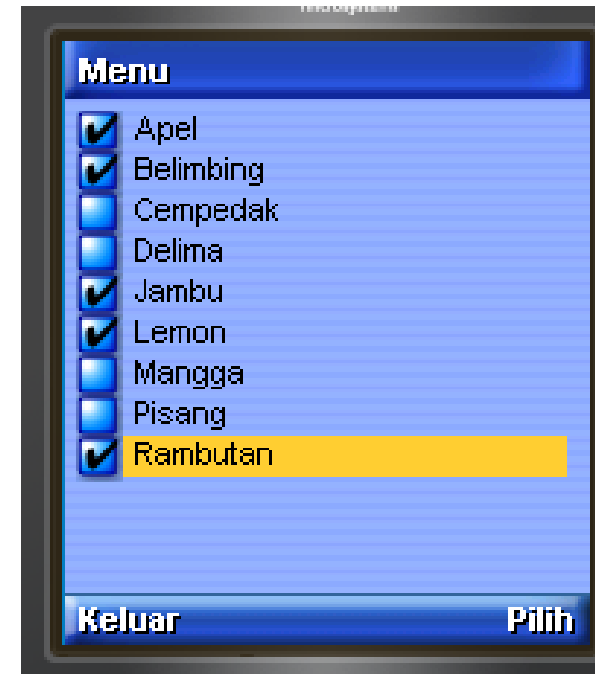 Menu
Apel
Belimbing
Cempedak
Delima
Jambu
Lemon
Mangga
Pisang
Rambutan
Keluar Pilih